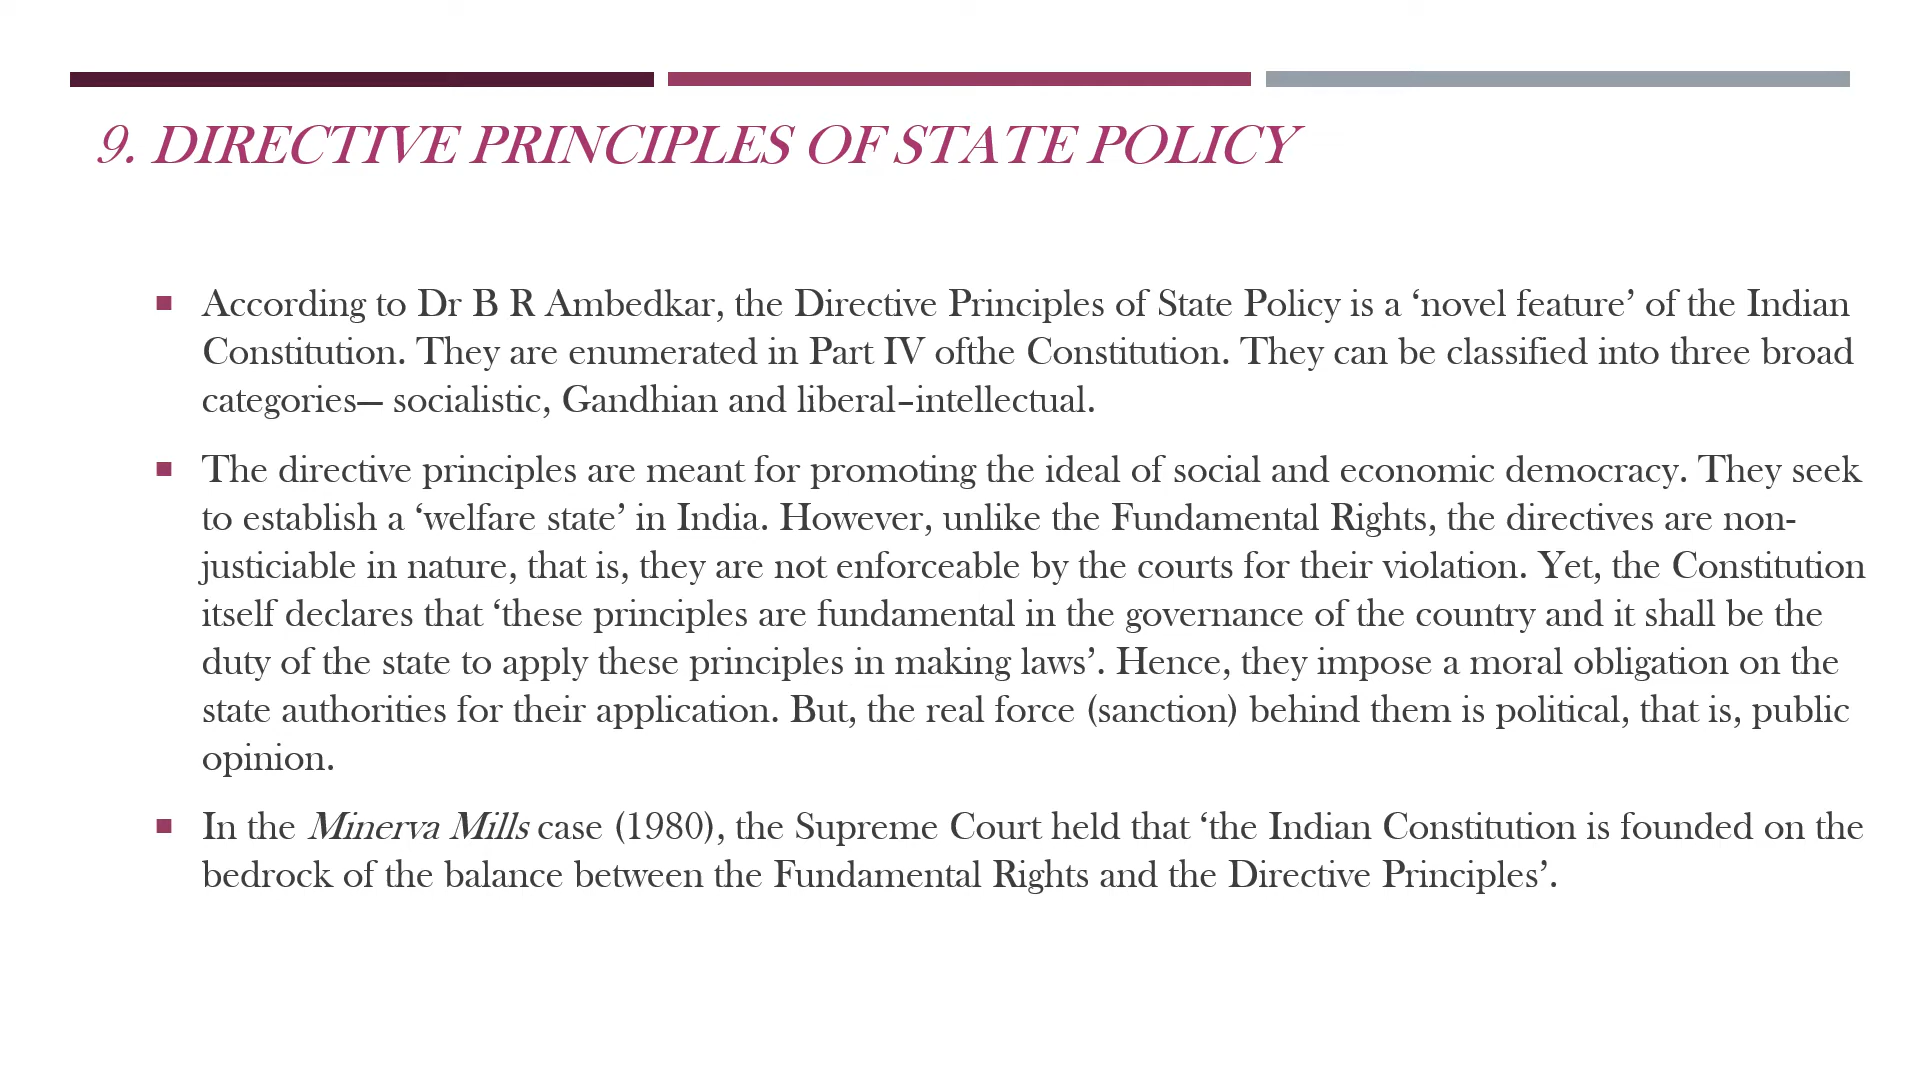 9. DIRECTIVE PRINCIPLES OF STATE POLICY
▪ According to Dr B R Ambedkar, the Directive Principles of State Policy is a ‘novel feature’ of the Indian
Constitution. They are enumerated in Part IV ofthe Constitution. They can be classified into three broad
categories— socialistic, Gandhian and liberal–intellectual.
▪ The directive principles are meant for promoting the ideal of social and economic democracy. They seek
to establish a ‘welfare state’ in India. However, unlike the Fundamental Rights, the directives are non-
justiciable in nature, that is, they are not enforceable by the courts for their violation. Yet, the Constitution
itself declares that ‘these principles are fundamental in the governance of the country and it shall be the
duty of the state to apply these principles in making laws’. Hence, they impose a moral obligation on the
state authorities for their application. But, the real force (sanction) behind them is political, that is, public
opinion.
▪ In the Minerva Mills case (1980), the Supreme Court held that ‘the Indian Constitution is founded on the
bedrock of the balance between the Fundamental Rights and the Directive Principles’.